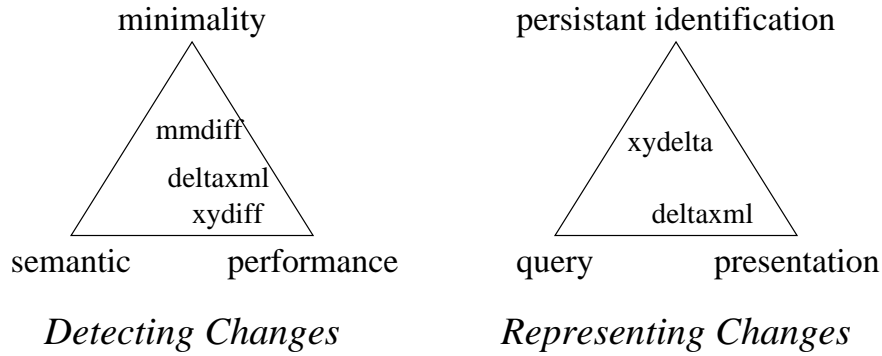 minimality
mmdiff
deltaxml
xydiff
semantic performance
Detecting Changes
persistant identification
xydelta
deltaxml
query presentation
Representing Changes